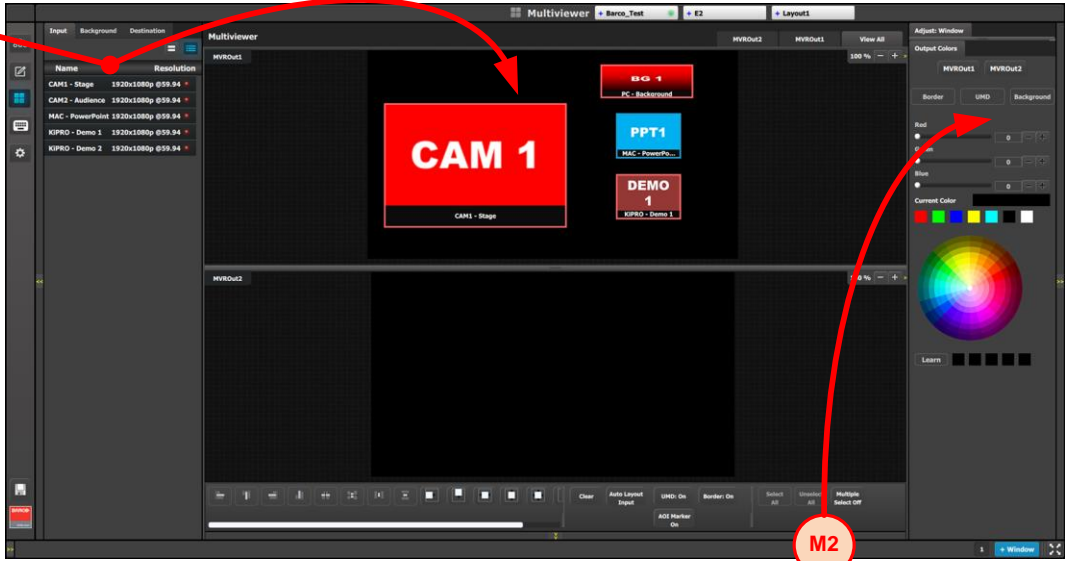 Multiviewer + Barco_Test + E2 + Layout1
Input Background Destination
Name Resolution
CAM1 - Stage 1920x1080p @59.94
CAM2 - Audience 1920x1080p @59.94
MAC - PowerPoint 1920x1080p @59.94
KIPRO - Demo 1 1920x1080p @59.94
KIPRO - Demo 2 1920x1080p @59.94
Multiviewer MVROut2 MVROut1 View All
MVROut1 100 % - +
BG 1
PC - Background
CAM 1
CAM1 - Stage
PPT1
MAC - PowerPo...
DEMO
1
KIPRO - Demo 1
MVROut2 % - +
Clear Auto Layout
Input UMD: On Border: On Select
All Unselect
All Multiple
Select Off
AOI Marker
On
Adjust: Window
Output Colors
MVROut1 MVROut2
Border UMD Background
Red
0 - +
0 - +
Blue
0 - +
Current Color
Learn
BARCO
M2
1 + Window